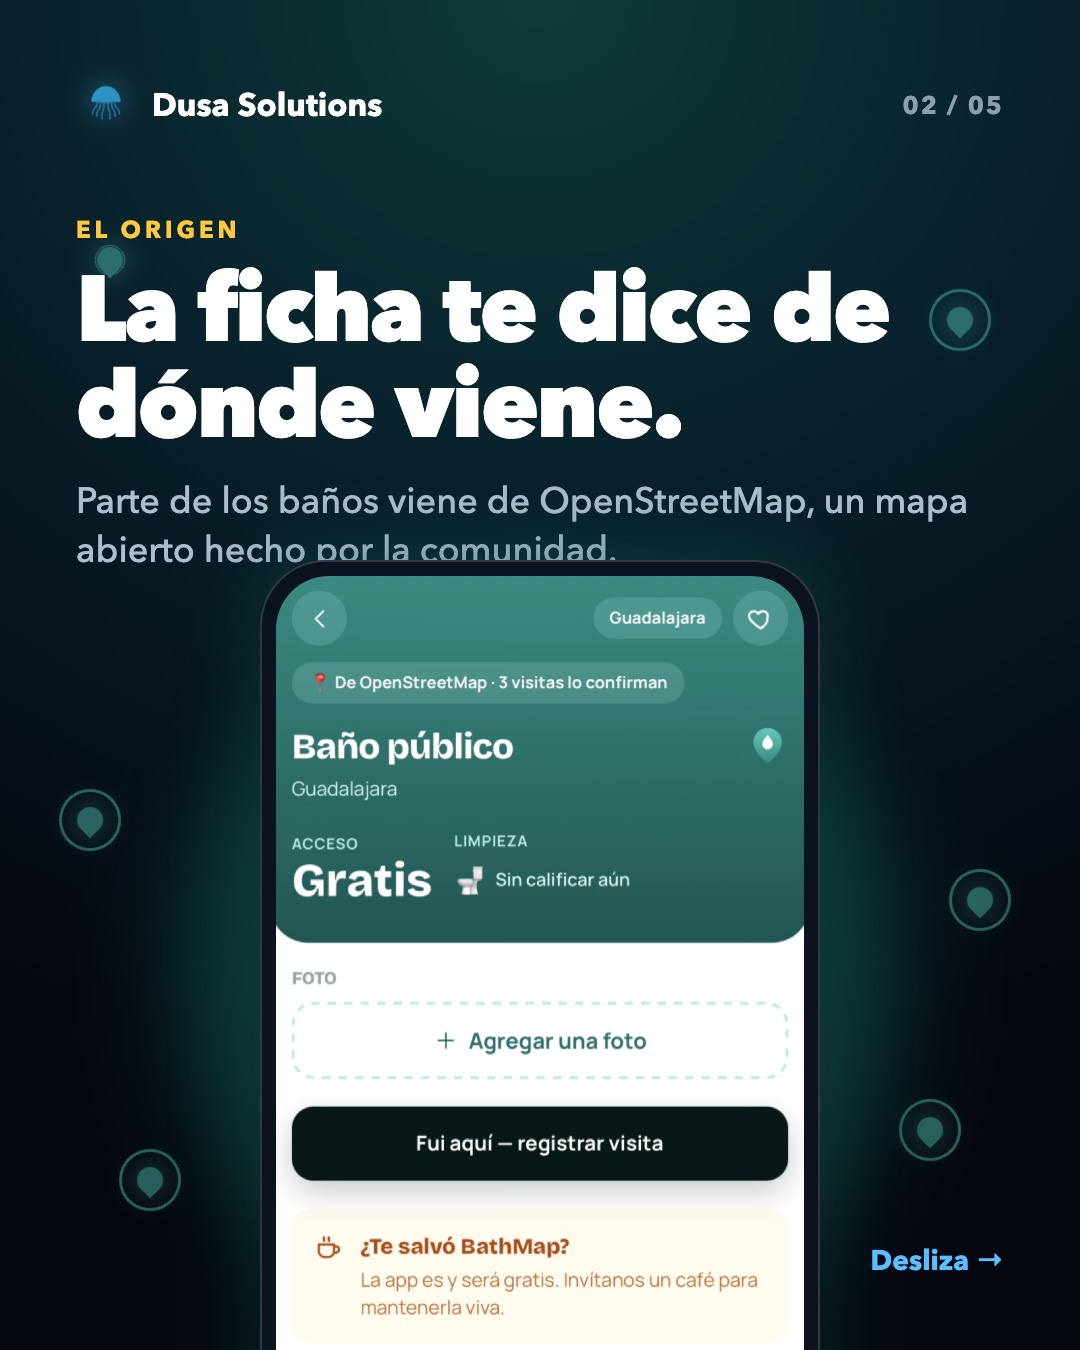 Dusa Solutions
02 / 05
EL ORIGEN
La ficha te dice de
dónde viene.
Parte de los baños viene de OpenStreetMap, un mapa
abierto hecho por la comunidad.
Guadalajara
De OpenStreetMap · 3 visitas lo confirman
Baño público
Guadalajara
ACCESO
LIMPIEZA
Gratis
Sin calificar aún
FOTO
+ Agregar una foto
Fui aquí — registrar visita
¿Te salvó BathMap?
La app es y será gratis. Invítanos un café para
mantenerla viva.
Desliza →